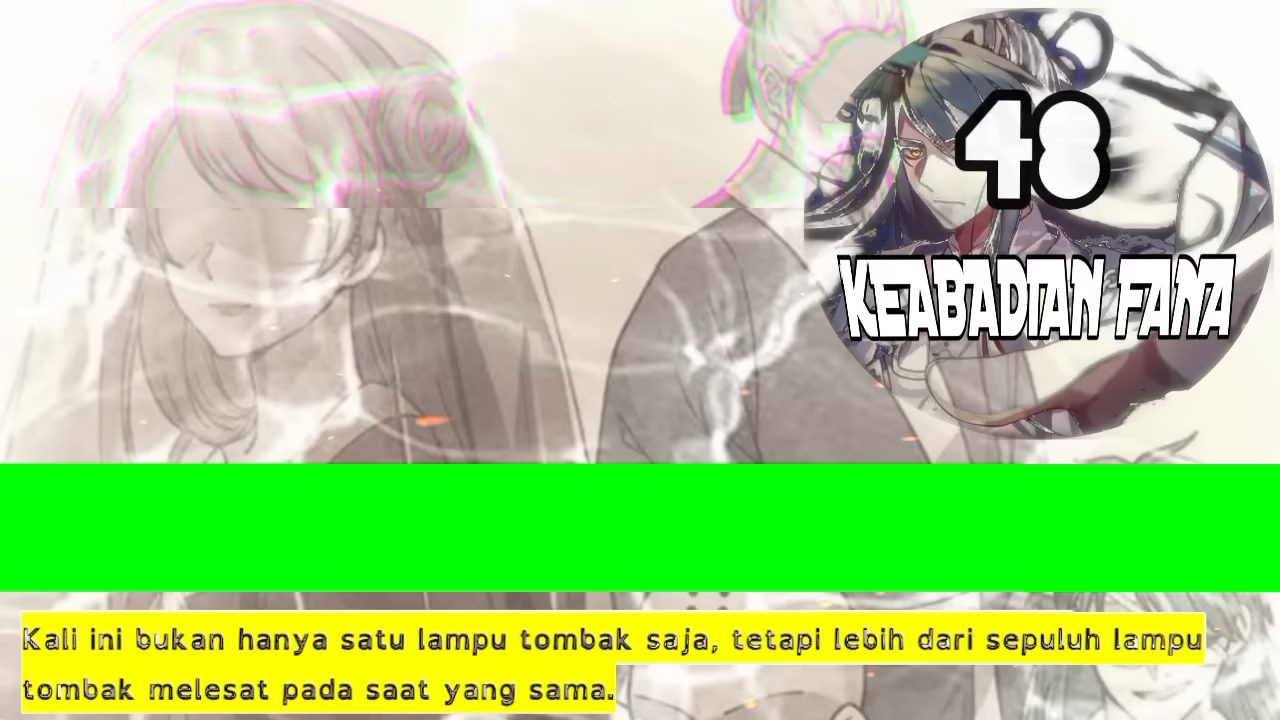 48
KEABADIAN FANA
Kali ini bukan hanya satu lampu tombak saja, tetapi lebih dari sepuluh lampu
tombak melesat pada saat yang sama.